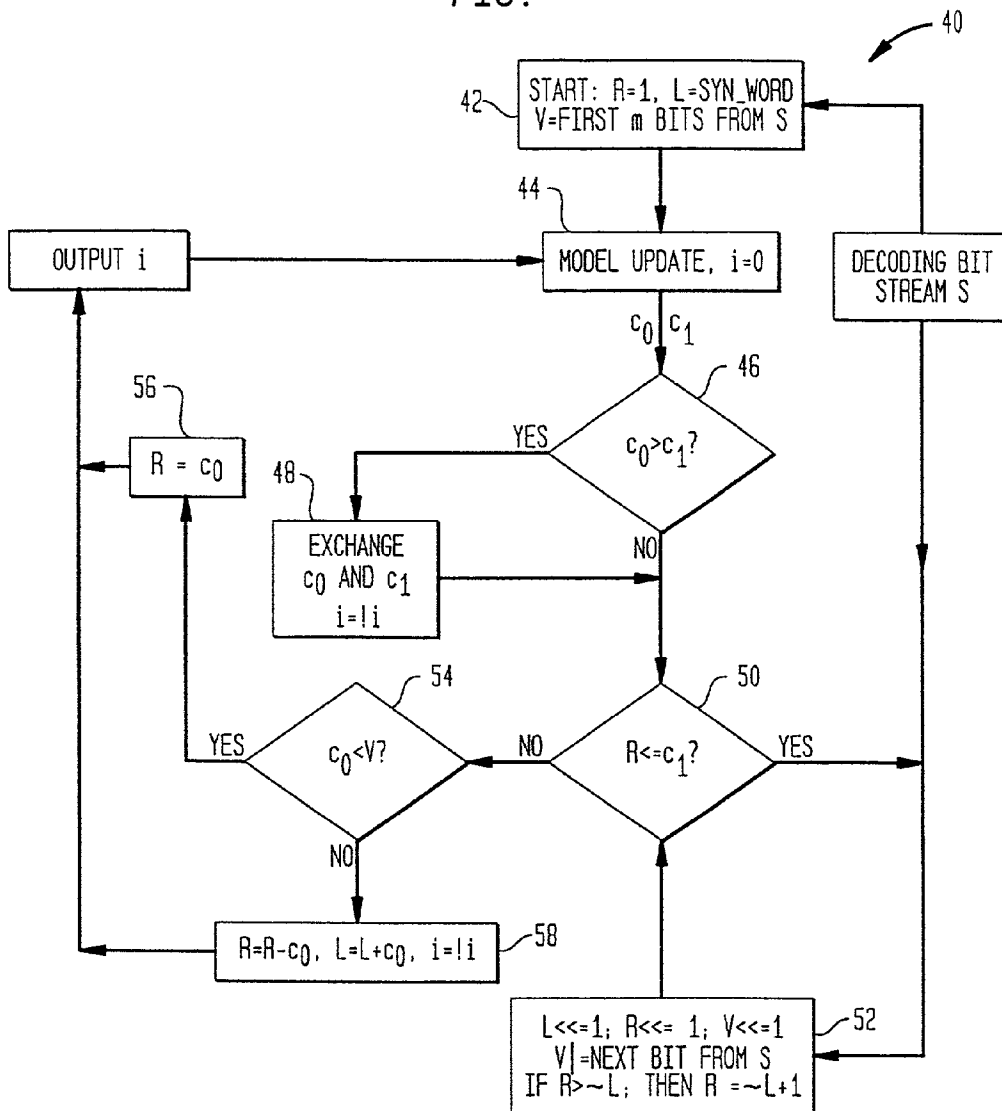 FIG.
40
42
START: R=1, L=SYN_WORD
V=FIRST m BITS FROM S
44
OUTPUT i
MODEL UPDATE, i=0
DECODING BIT
STREAM S
c0 c1
46
56
YES
c0>c1?
R = c0
48
NO
EXCHANGE
c0 AND c1
i=!i
54
50
YES
c0<V?
NO
R<=c1?
YES
NO
R=R-c0, L=L+c0, i=!i
58
L<<=1; R<<= 1; V<<=1
V|=NEXT BIT FROM S
IF R>~L; THEN R =~L+1
52